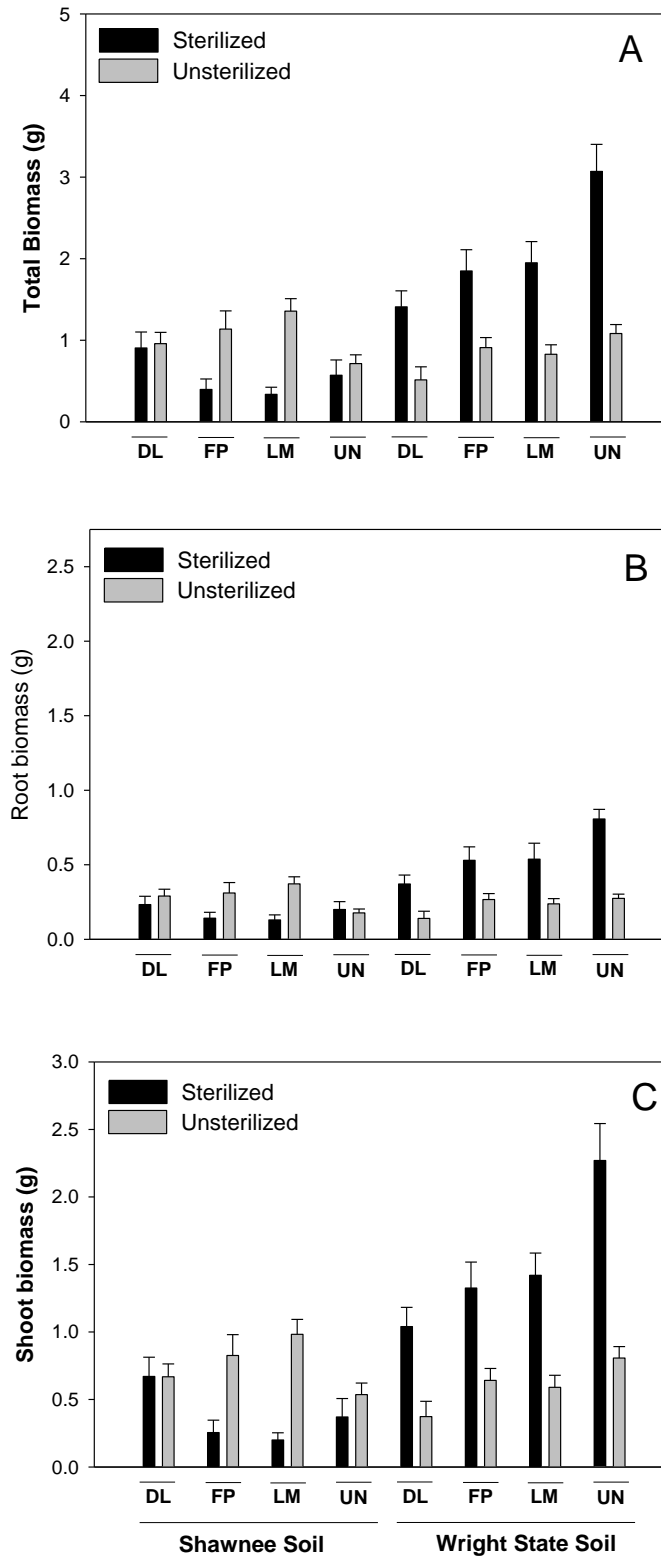 A
Sterilized
Unsterilized
Total Biomass (g)
5
4
3
2
1
0
DL FP LM UN DL FP LM UN
B
Sterilized
Unsterilized
Root biomass (g)
2.5
2.0
1.5
1.0
0.5
0.0
DL FP LM UN DL FP LM UN
C
Sterilized
Unsterilized
Shoot biomass (g)
3.0
2.5
2.0
1.5
1.0
0.5
0.0
DL FP LM UN DL FP LM UN
Shawnee Soil Wright State Soil